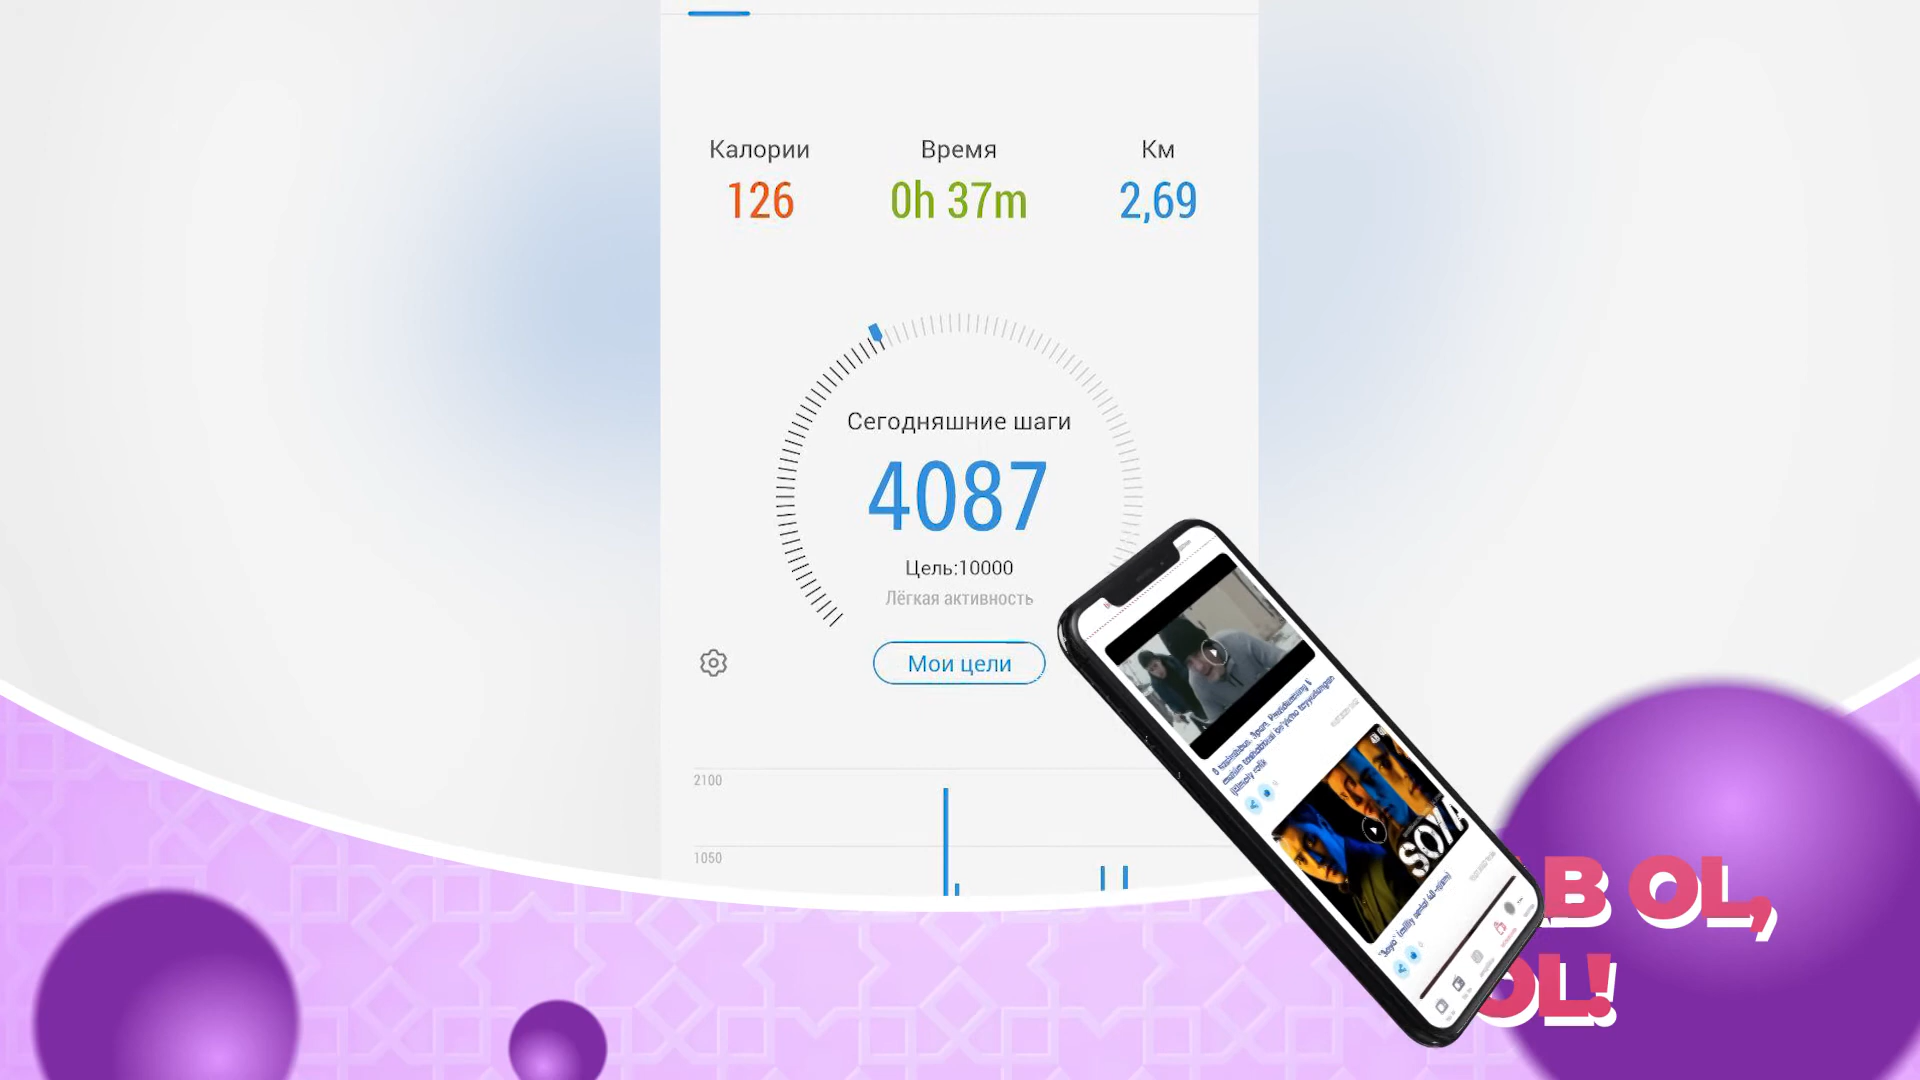 Калории Время Км
126 0h 37m 2,69
Сегодняшние шаги
4087
Цель:10000
Лёгкая активность
Мои цели
2100
1050
SOYA
OL,
OL!